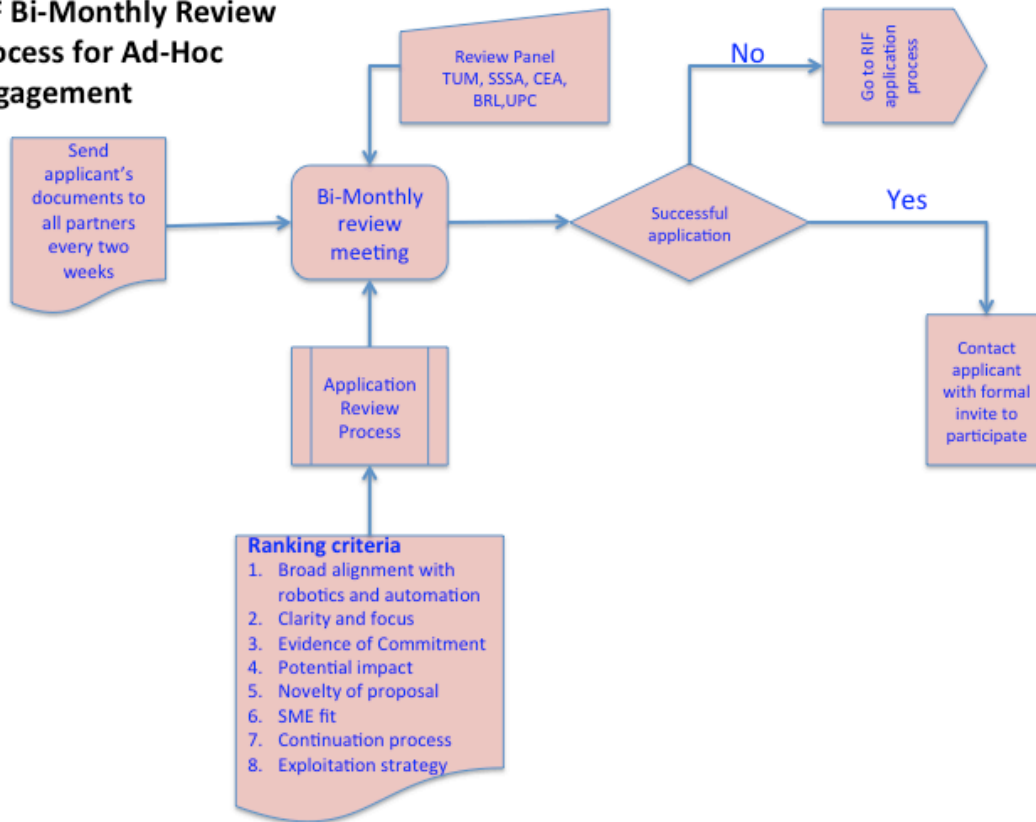 Bi-Monthly Review
for Ad-Hoc
Review Panel
TUM, SSSA, CEA,
BRL,UPC
No
Go to RIF
application
process
Send
applicant's
documents to
all partners
every two
weeks
Bi-Monthly
review
meeting
Successful
application
Yes
Contact
applicant
with formal
invite to
participate
Application
Review
Process
Ranking criteria
1. Broad alignment with
robotics and automation
2. Clarity and focus
3. Evidence of Commitment
4. Potential impact
5. Novelty of proposal
6. SME fit
7. Continuation process
8. Exploitation strategy